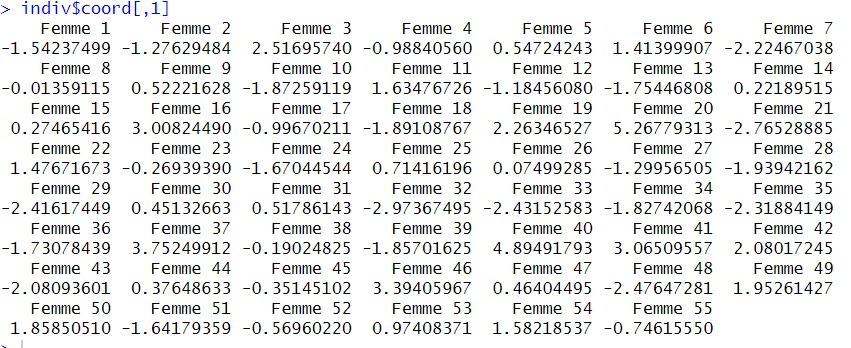 > indiv$coord[,1]
Femme 1 Femme 2 Femme 3 Femme 4 Femme 5 Femme 6 Femme 7
-1.54237499 -1.27629484 2.51695740 -0.98840560 0.54724243 1.41399907 -2.22467038
Femme 8 Femme 9 Femme 10 Femme 11 Femme 12 Femme 13 Femme 14
-0.01359115 0.52221628 -1.87259119 1.63476726 -1.18456080 -1.75446808 0.22189515
Femme 15 Femme 16 Femme 17 Femme 18 Femme 19 Femme 20 Femme 21
0.27465416 3.00824490 -0.99670211 -1.89108767 2.26346527 5.26779313 -2.76528885
Femme 22 Femme 23 Femme 24 Femme 25 Femme 26 Femme 27 Femme 28
1.47671673 -0.26939390 -1.67044544 0.71416196 0.07499285 -1.29956505 -1.93942162
Femme 29 Femme 30 Femme 31 Femme 32 Femme 33 Femme 34 Femme 35
-2.41617449 0.45132663 0.51786143 -2.97367495 -2.43152583 -1.82742068 -2.31884149
Femme 36 Femme 37 Femme 38 Femme 39 Femme 40 Femme 41 Femme 42
-1.73078439 3.75249912 -0.19024825 -1.85701625 4.89491793 3.06509557 2.08017245
Femme 43 Femme 44 Femme 45 Femme 46 Femme 47 Femme 48 Femme 49
-2.08093601 0.37648633 -0.35145102 3.39405967 0.46404495 -2.47647281 1.95261427
Femme 50 Femme 51 Femme 52 Femme 53 Femme 54 Femme 55
1.85850510 -1.64179359 -0.56960220 0.97408371 1.58218537 -0.74615550
>